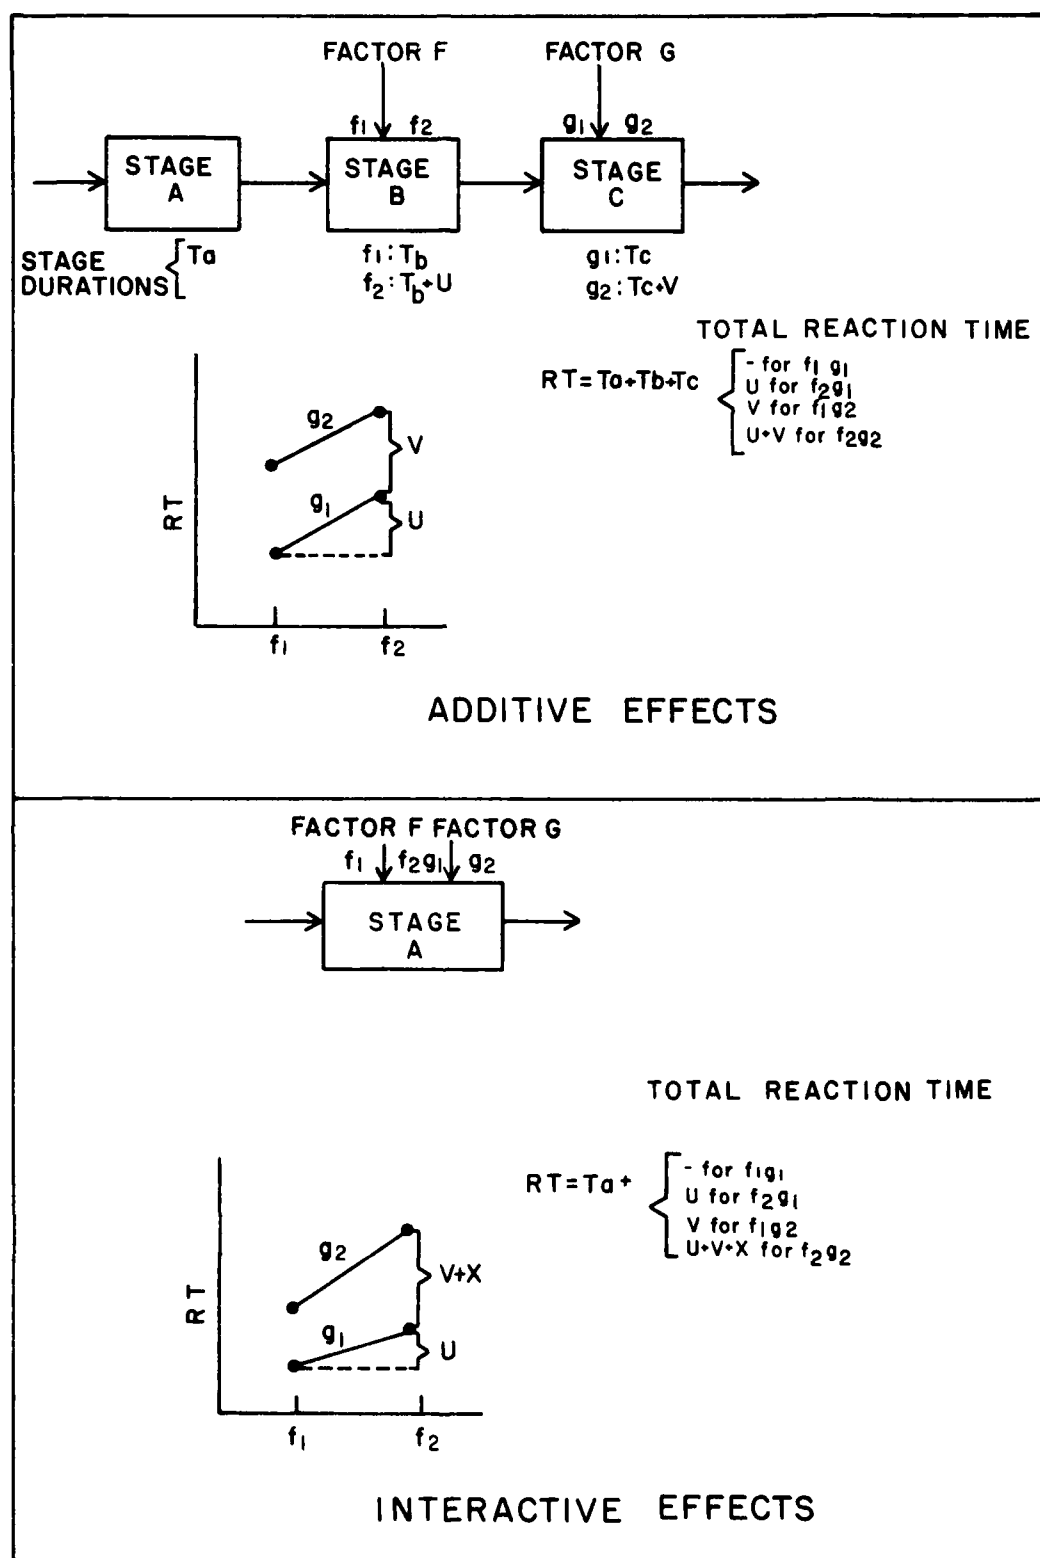 FACTOR F FACTOR G
f1 f2 g1 g2
STAGE A
STAGE B
STAGE C
STAGE DURATIONS { Ta
f1: Tb
f2: Tb+U
g1: Tc
g2: Tc+V
TOTAL REACTION TIME
RT=Ta+Tb+Tc
- for f1 g1
U for f2g1
V for f1g2
U+V for f2g2
g2
V
g1
U
RT
f1 f2
ADDITIVE EFFECTS
FACTOR F FACTOR G
f1 f2 g1 g2
STAGE
A
TOTAL REACTION TIME
RT=Ta+
- for f1g1
U for f2g1
V for f1g2
U+V+X for f2g2
g2
V+X
g1
U
RT
f1 f2
INTERACTIVE EFFECTS